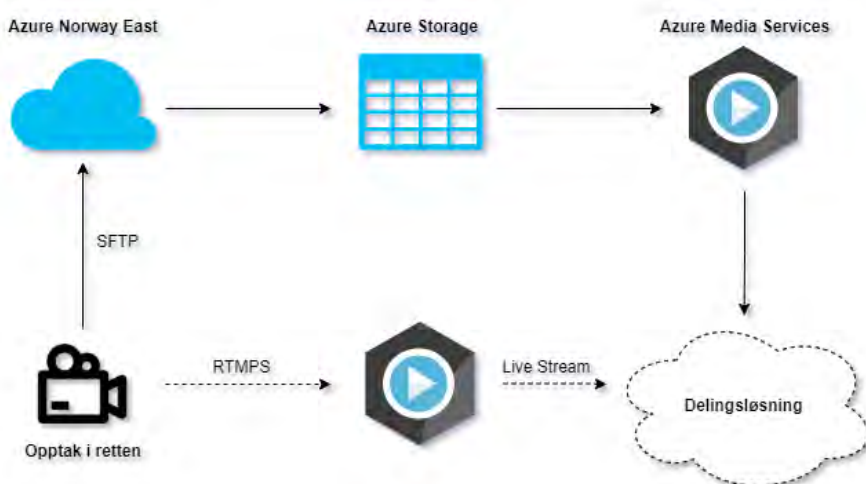 Azure Norway East
Azure Storage
Azure Media Services
SFTP
RTMPS
Live Stream
Delingsløsning
Opptak i retten